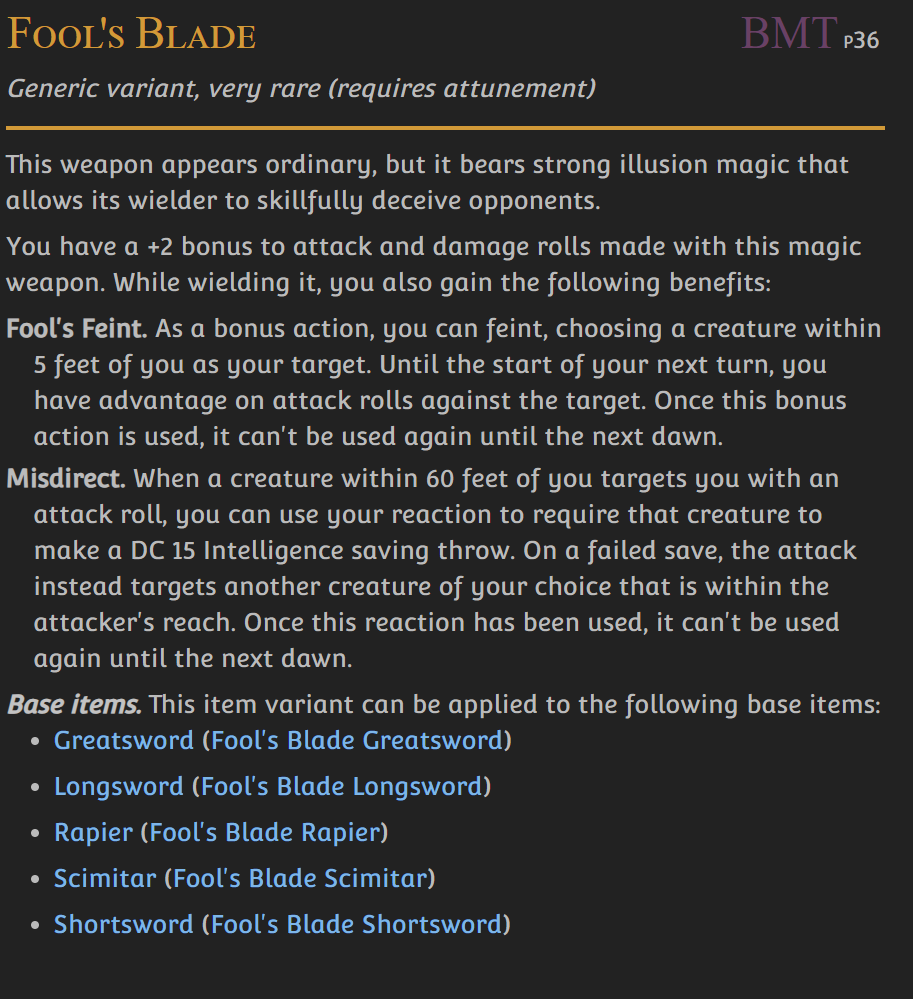 Fool's Blade BMT P36
Generic variant, very rare (requires attunement)
This weapon appears ordinary, but it bears strong illusion magic that
allows its wielder to skillfully deceive opponents.
You have a +2 bonus to attack and damage rolls made with this magic
weapon. While wielding it, you also gain the following benefits:
Fool's Feint. As a bonus action, you can feint, choosing a creature within
5 feet of you as your target. Until the start of your next turn, you
have advantage on attack rolls against the target. Once this bonus
action is used, it can't be used again until the next dawn.
Misdirect. When a creature within 60 feet of you targets you with an
attack roll, you can use your reaction to require that creature to
make a DC 15 Intelligence saving throw. On a failed save, the attack
instead targets another creature of your choice that is within the
attacker's reach. Once this reaction has been used, it can't be used
again until the next dawn.
Base items. This item variant can be applied to the following base items:
• Greatsword (Fool's Blade Greatsword)
• Longsword (Fool's Blade Longsword)
• Rapier (Fool's Blade Rapier)
• Scimitar (Fool's Blade Scimitar)
• Shortsword (Fool's Blade Shortsword)